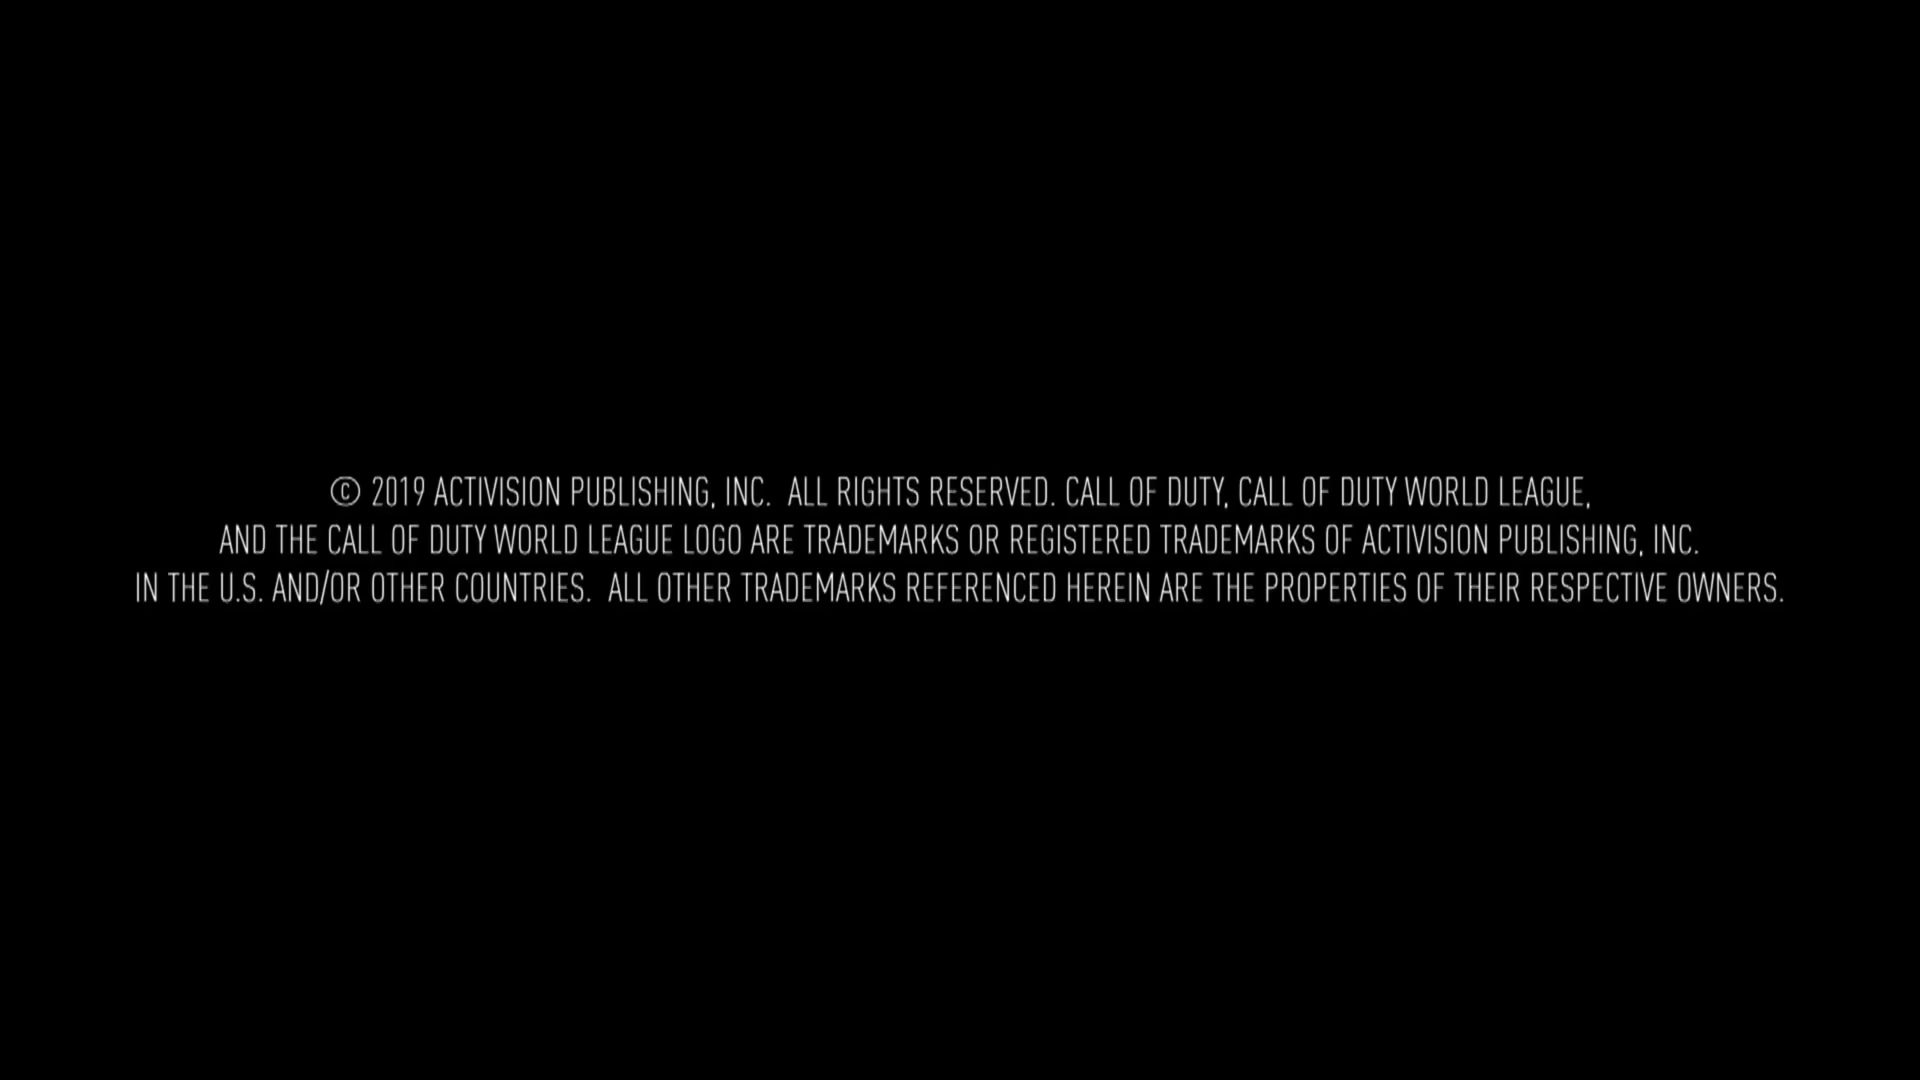 © 2019 ACTIVISION PUBLISHING, INC.  ALL RIGHTS RESERVED. CALL OF DUTY, CALL OF DUTY WORLD LEAGUE,
AND THE CALL OF DUTY WORLD LEAGUE LOGO ARE TRADEMARKS OR REGISTERED TRADEMARKS OF ACTIVISION PUBLISHING, INC.
IN THE U.S. AND/OR OTHER COUNTRIES.  ALL OTHER TRADEMARKS REFERENCED HEREIN ARE THE PROPERTIES OF THEIR RESPECTIVE OWNERS.